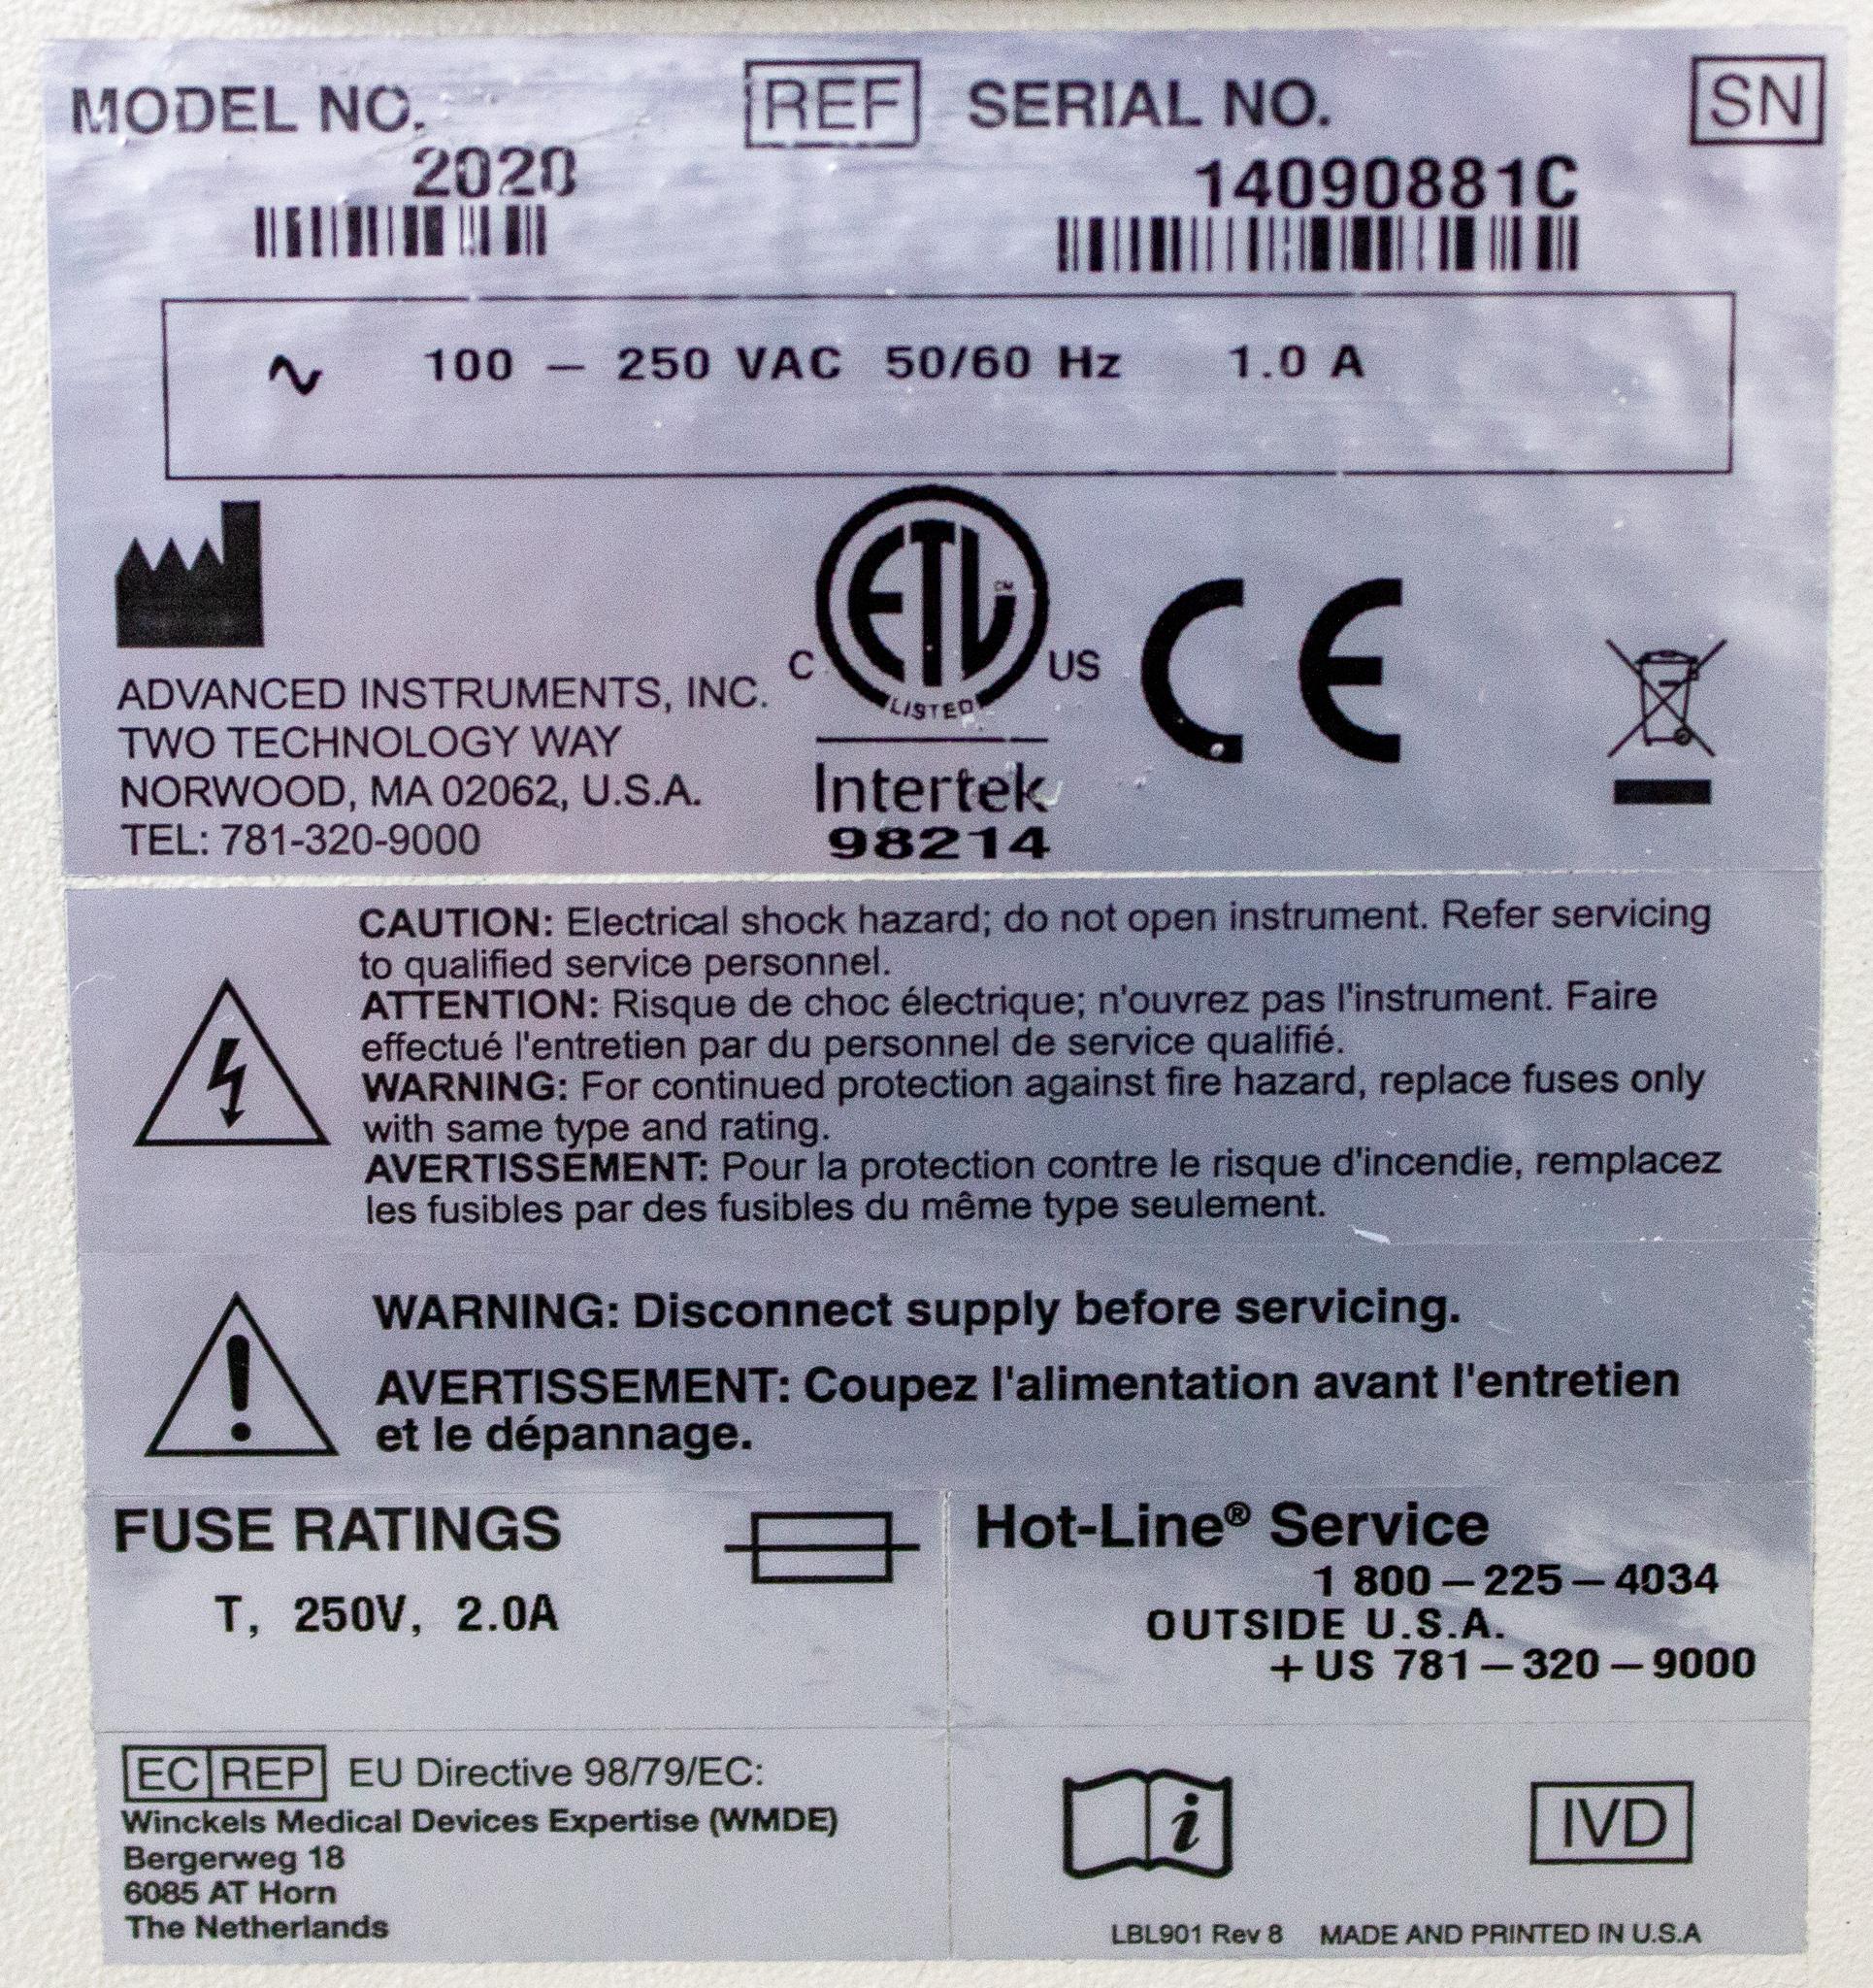 MODEL NO. REF SERIAL NO. SN
2020 14090881C
100 – 250 VAC 50/60 Hz 1.0 A
ETL CM
C US
LISTED
CE
Intertek
98214
ADVANCED INSTRUMENTS, INC.
TWO TECHNOLOGY WAY
NORWOOD, MA 02062, U.S.A.
TEL: 781-320-9000
CAUTION: Electrical shock hazard; do not open instrument. Refer servicing
to qualified service personnel.
ATTENTION: Risque de choc électrique; n'ouvrez pas l'instrument. Faire
effectué l'entretien par du personnel de service qualifié.
WARNING: For continued protection against fire hazard, replace fuses only
with same type and rating.
AVERTISSEMENT: Pour la protection contre le risque d'incendie, remplacez
les fusibles par des fusibles du même type seulement.
WARNING: Disconnect supply before servicing.
AVERTISSEMENT: Coupez l'alimentation avant l'entretien
et le dépannage.
FUSE RATINGS
T, 250V, 2.0A
Hot-Line® Service
1 800–225–4034
OUTSIDE U.S.A.
+US 781–320–9000
EC REP EU Directive 98/79/EC:
Winckels Medical Devices Expertise (WMDE)
Bergerweg 18
6085 AT Horn
The Netherlands
i IVD
LBL901 Rev 8 MADE AND PRINTED IN U.S.A